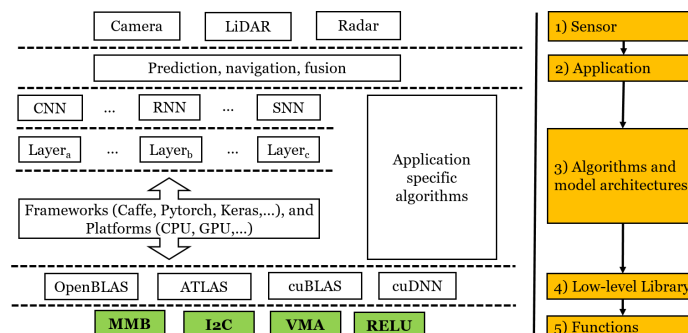 Camera
LiDAR
Radar
1) Sensor
Prediction, navigation, fusion
2) Application
CNN ... RNN ... SNN
Layera ... Layerb ... Layerc
Application
specific
algorithms
3) Algorithms and
model architectures
Frameworks (Caffe, Pytorch, Keras,...), and
Platforms (CPU, GPU,...)
OpenBLAS
ATLAS
cuBLAS
cuDNN
4) Low-level Library
MMB
I2C
VMA
RELU
5) Functions